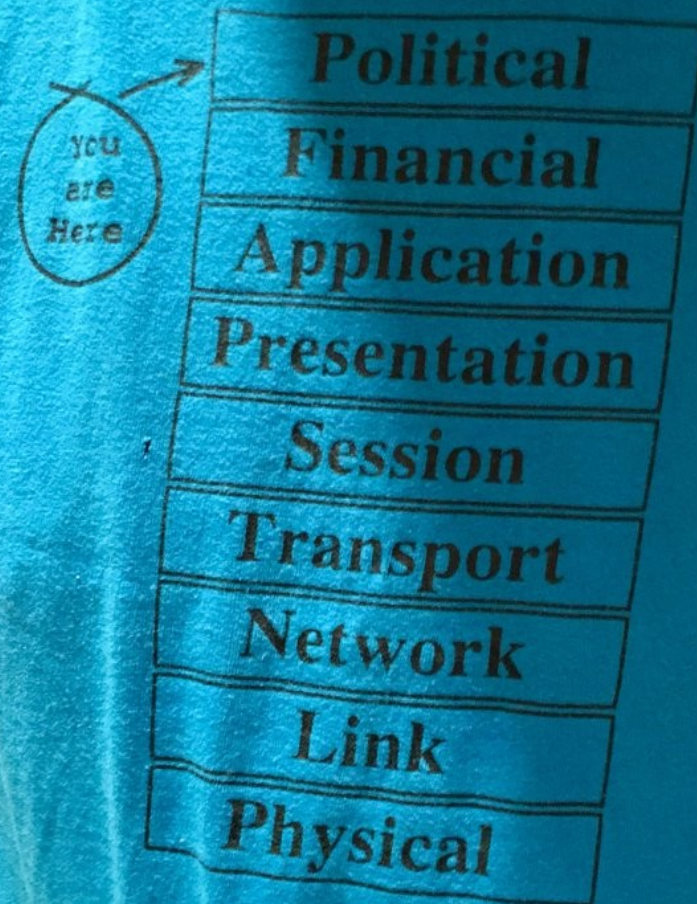 Political
You
are
Here
Financial
Application
Presentation
Session
Transport
Network
Link
Physical